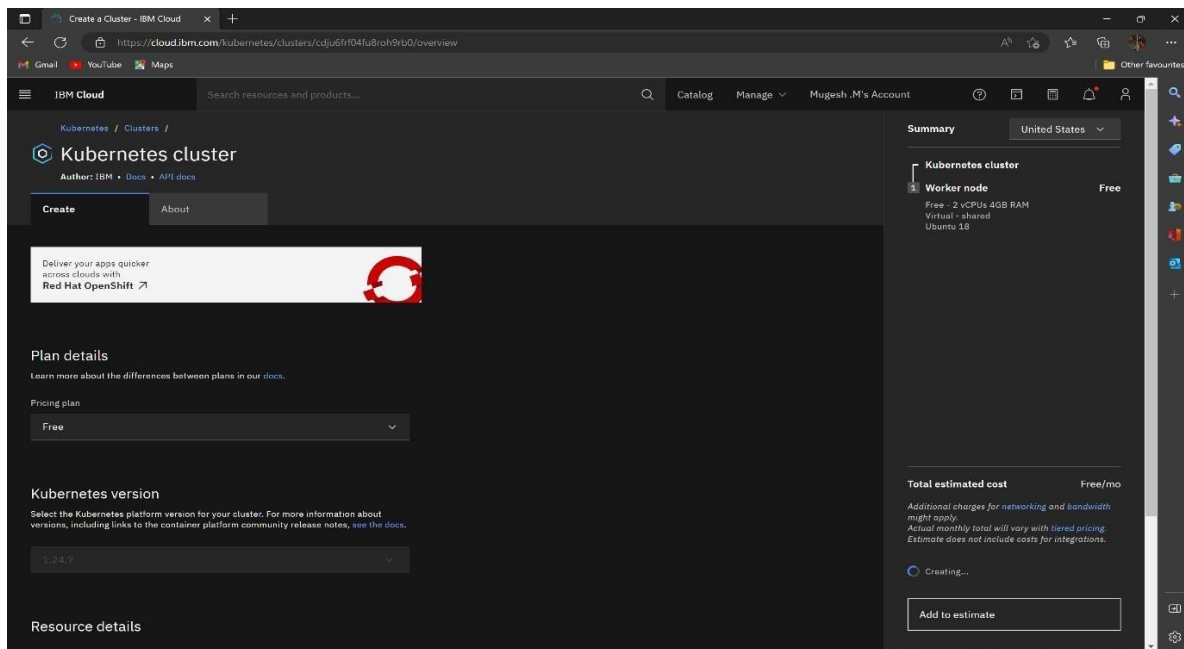 Create a Cluster - IBM Cloud
https://cloud.ibm.com/kubernetes/clusters/cdju6frf04fu8roh9rb0/overview
Gmail YouTube Maps Other favourites
IBM Cloud Search resources and products... Catalog Manage Mugesh .M's Account
Kubernetes / Clusters /
Kubernetes cluster
Author: IBM • Docs • API docs
Create About
Deliver your apps quicker
across clouds with
Red Hat OpenShift
Plan details
Learn more about the differences between plans in our docs.
Pricing plan
Free
Kubernetes version
Select the Kubernetes platform version for your cluster. For more information about
versions, including links to the container platform community release notes, see the docs.
1.24.7
Resource details
Summary United States
Kubernetes cluster
1 Worker node Free
Free - 2 vCPUs 4GB RAM
Virtual - shared
Ubuntu 18
Total estimated cost Free/mo
Additional charges for networking and bandwidth
might apply.
Actual monthly total will vary with tiered pricing.
Estimate does not include costs for integrations.
Creating...
Add to estimate